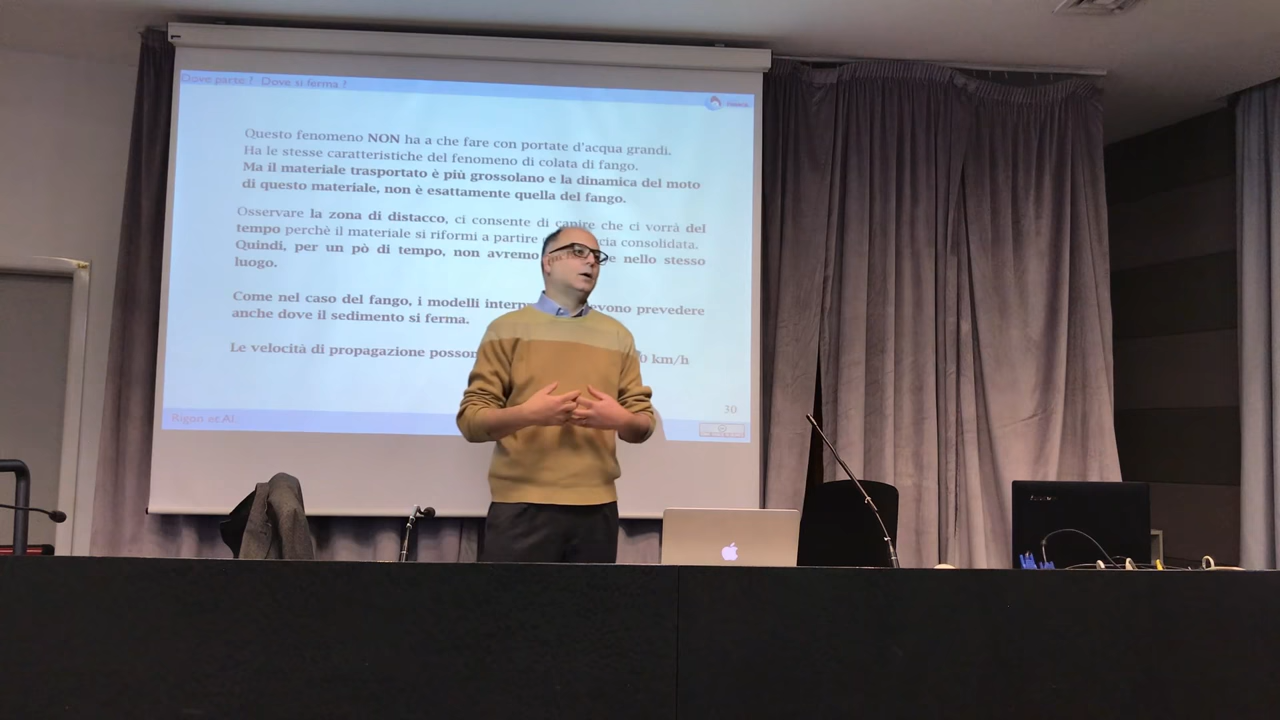 Dove parte ? Dove si ferma ?
Questo fenomeno NON ha a che fare con portate d'acqua grandi.
Ha le stesse caratteristiche del fenomeno di colata di fango.
Ma il materiale trasportato è più grossolano e la dinamica del moto
di questo materiale, non è esattamente quella del fango.
Osservare la zona di distacco, ci consente di capire che ci vorrà del
tempo perchè il materiale si riformi a partire consolidata.
Quindi, per un pò di tempo, non avremo nello stesso
luogo.
Come nel caso del fango, i modelli prevedere
anche dove il sedimento si ferma.
Le velocità di propagazione km/h
30
Rigon et Al.